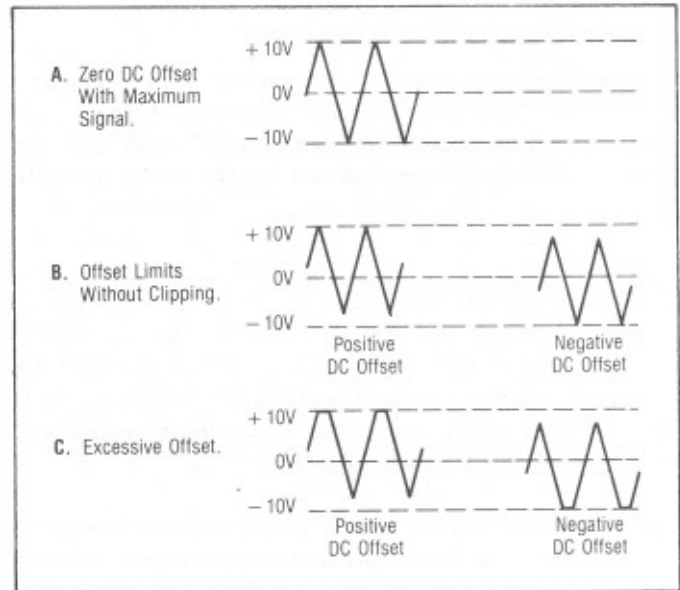 A. Zero DC Offset
With Maximum
Signal.
+ 10V
0V
− 10V
B. Offset Limits
Without Clipping.
+ 10V
0V
− 10V
Positive
DC Offset
Negative
DC Offset
C. Excessive Offset.
+ 10V
0V
− 10V
Positive
DC Offset
Negative
DC Offset